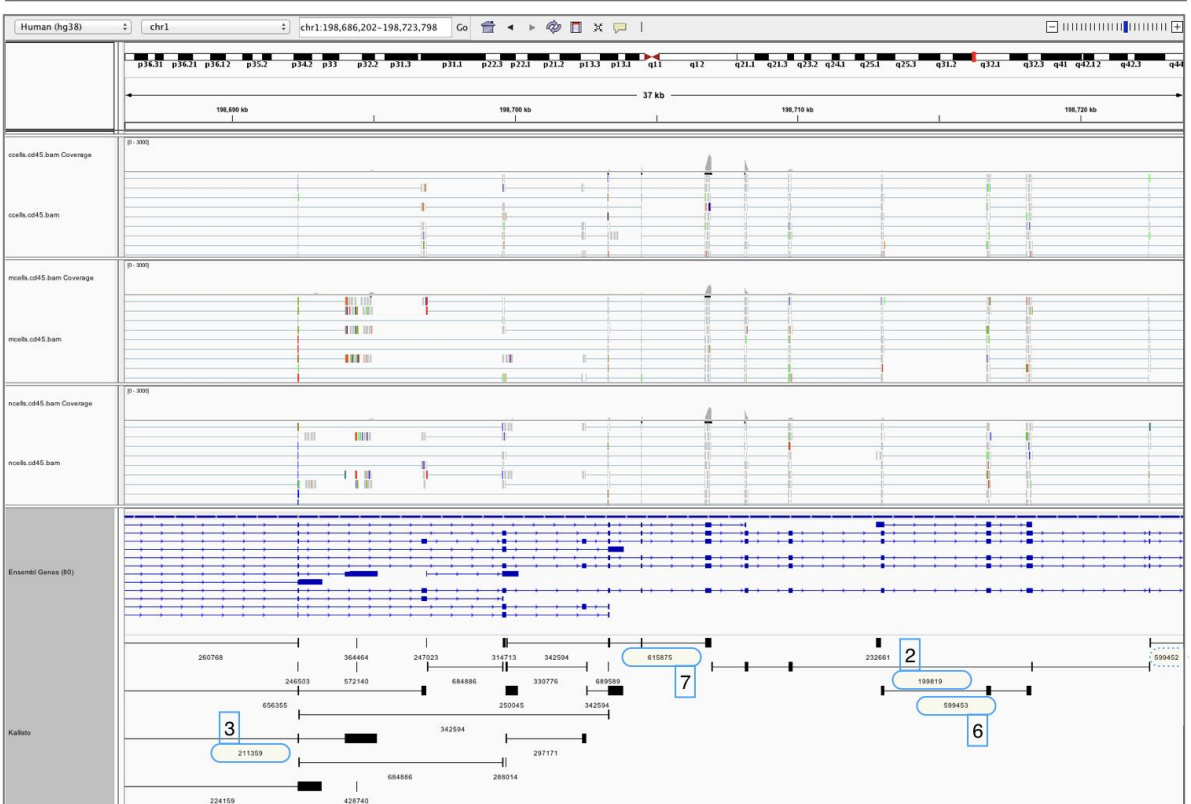 Human (hg38) chr1 chr1:198,686,202-198,723,798 Go
p36.31 p36.21 p36.12 p35.2 p34.2 p33 p32.2 p31.3 p31.1 p22.3 p22.1 p21.2 p13.3 p13.1 q11 q12 q21.1 q21.3 q23.2 q24.1 q25.1 q25.3 q31.2 q32.1 q32.3 q41 q42.12 q42.3 q44
37 kb
198,690 kb 198,700 kb 198,710 kb 198,720 kb
[0 - 3000]
ccells.cd45.bam Coverage
ccells.cd45.bam
[0 - 3000]
mcells.cd45.bam Coverage
mcells.cd45.bam
[0 - 3000]
ncells.cd45.bam Coverage
ncells.cd45.bam
Ensembl Genes (80)
260768 364464 247023 314713 342594 615875 232661 2 599452
246503 572140 684886 330776 689589 7 199819
656355 250045 342594 599453
Kallisto
3 342594 6
211359 297171
684886 288014
224159 428740